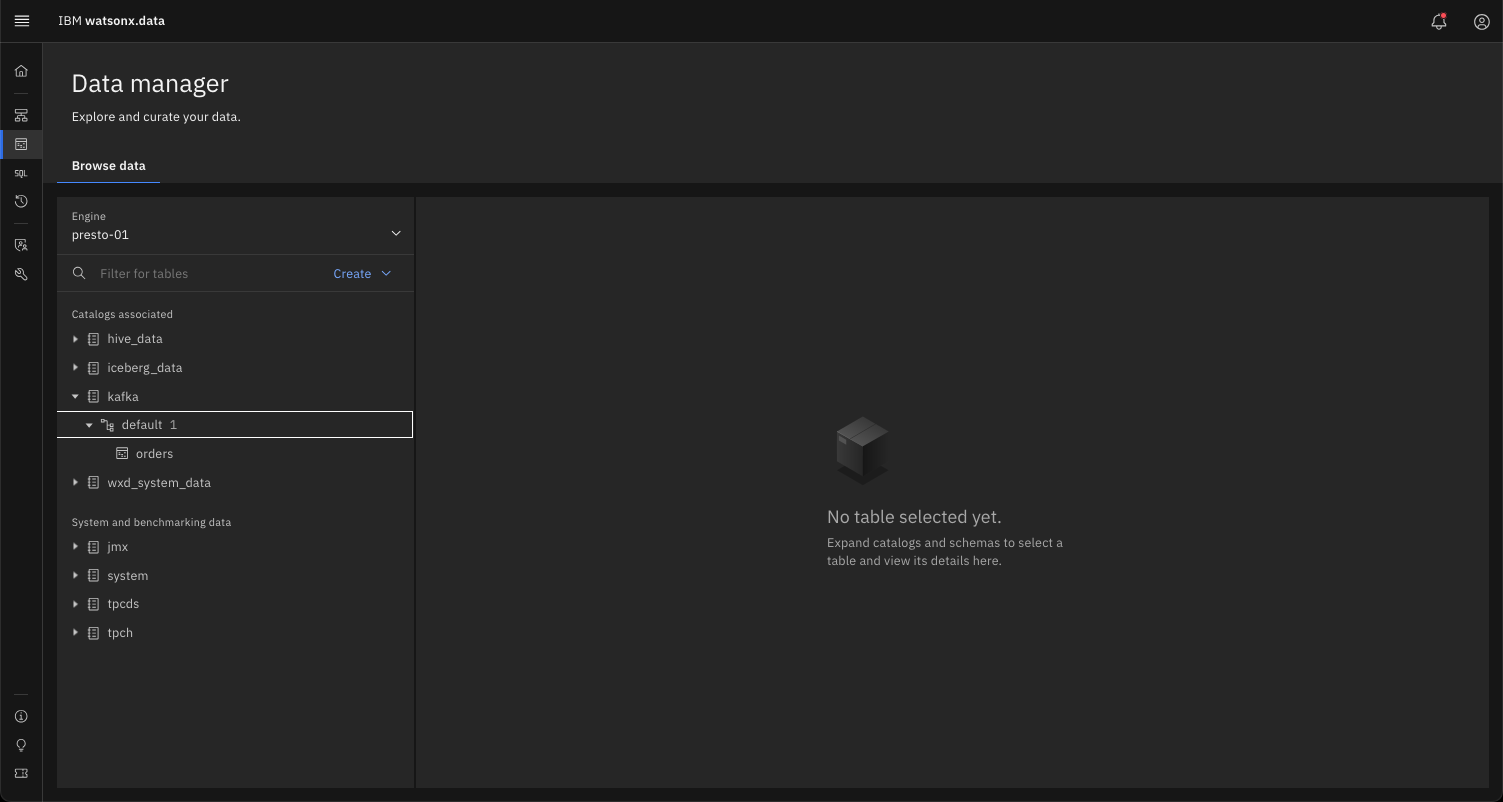 IBM watsonx.data
Data manager
Explore and curate your data.
Browse data
SQL
Engine
presto-01
Filter for tables
Create
Catalogs associated
hive_data
iceberg_data
kafka
default 1
orders
wxd_system_data
System and benchmarking data
jmx
system
tpcds
tpch
No table selected yet.
Expand catalogs and schemas to select a
table and view its details here.